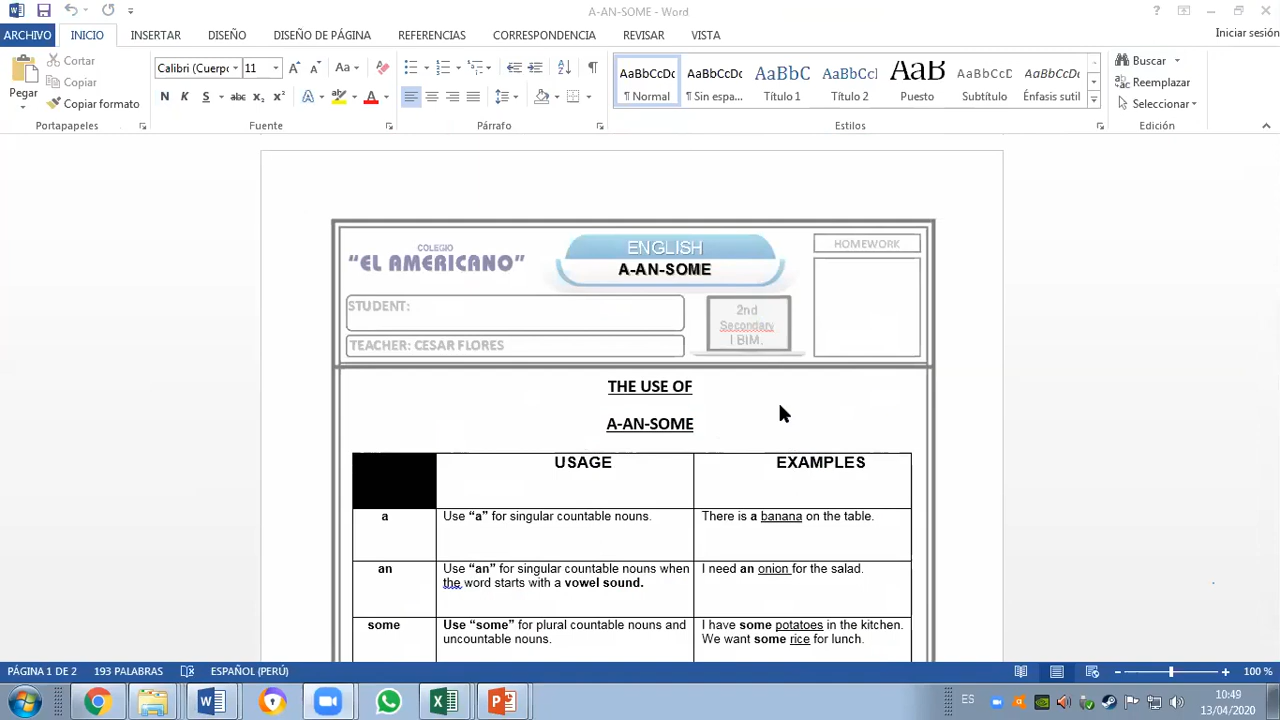 A-AN-SOME - Word
ARCHIVO INICIO INSERTAR DISEÑO DISEÑO DE PÁGINA REFERENCIAS CORRESPONDENCIA REVISAR VISTA Iniciar sesión
Pegar
Cortar
Copiar
Copiar formato
Portapapeles
Calibri (Cuerpo 11
N K S abc x₂ x²
Fuente
Párrafo
AaBbCcDc AaBbCcDc AaBbC AaBbCcI AaB AaBbCcD AaBbCcDc
¶ Normal ¶ Sin espa... Título 1 Título 2 Puesto Subtítulo Énfasis sutil
Estilos
Buscar
Reemplazar
Seleccionar
Edición
COLEGIO
“EL AMERICANO”
ENGLISH
A-AN-SOME
HOMEWORK
STUDENT:
TEACHER: CESAR FLORES
2nd
Secondary
I BIM.
THE USE OF
A-AN-SOME
USAGE EXAMPLES
a Use “a” for singular countable nouns. There is a banana on the table.
an Use “an” for singular countable nouns when I need an onion for the salad.
the word starts with a vowel sound.
some Use “some” for plural countable nouns and I have some potatoes in the kitchen.
uncountable nouns. We want some rice for lunch.
PÁGINA 1 DE 2 193 PALABRAS ESPAÑOL (PERÚ) 100 %
ES 10:49
13/04/2020